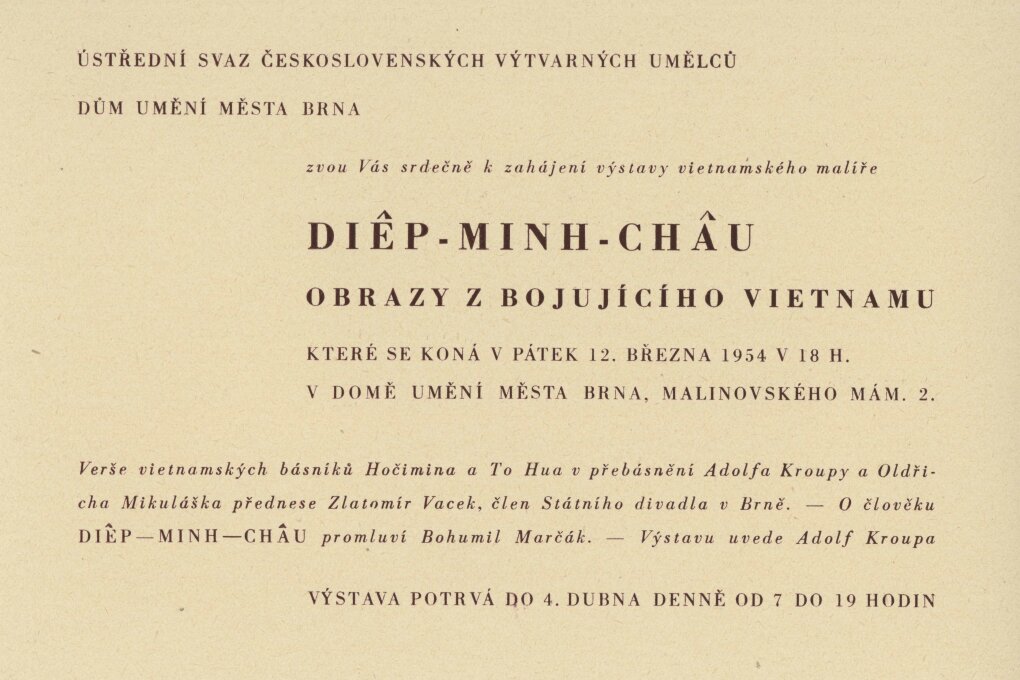 ÚSTŘEDNÍ SVAZ ČESKOSLOVENSKÝCH VÝTVARNÝCH UMĚLCŮ
DŮM UMĚNÍ MĚSTA BRNA
zvou Vás srdečně k zahájení výstavy vietnamského malíře
DIÊP-MINH-CHÂU
OBRAZY Z BOJUJÍCÍHO VIETNAMU
KTERÉ SE KONÁ V PÁTEK 12. BŘEZNA 1954 V 18 H.
V DOMĚ UMĚNÍ MĚSTA BRNA, MALINOVSKÉHO MÁM. 2.
Verše vietnamských básníků Hočimina a To Hua v přebásnění Adolfa Kroupy a Oldři-
cha Mikuláška přednese Zlatomír Vacek, člen Státního divadla v Brně. — O člověku
DIÊP—MINH—CHÂU promluví Bohumil Marčák. — Výstavu uvede Adolf Kroupa
VÝSTAVA POTRVÁ DO 4. DUBNA DENNĚ OD 7 DO 19 HODIN